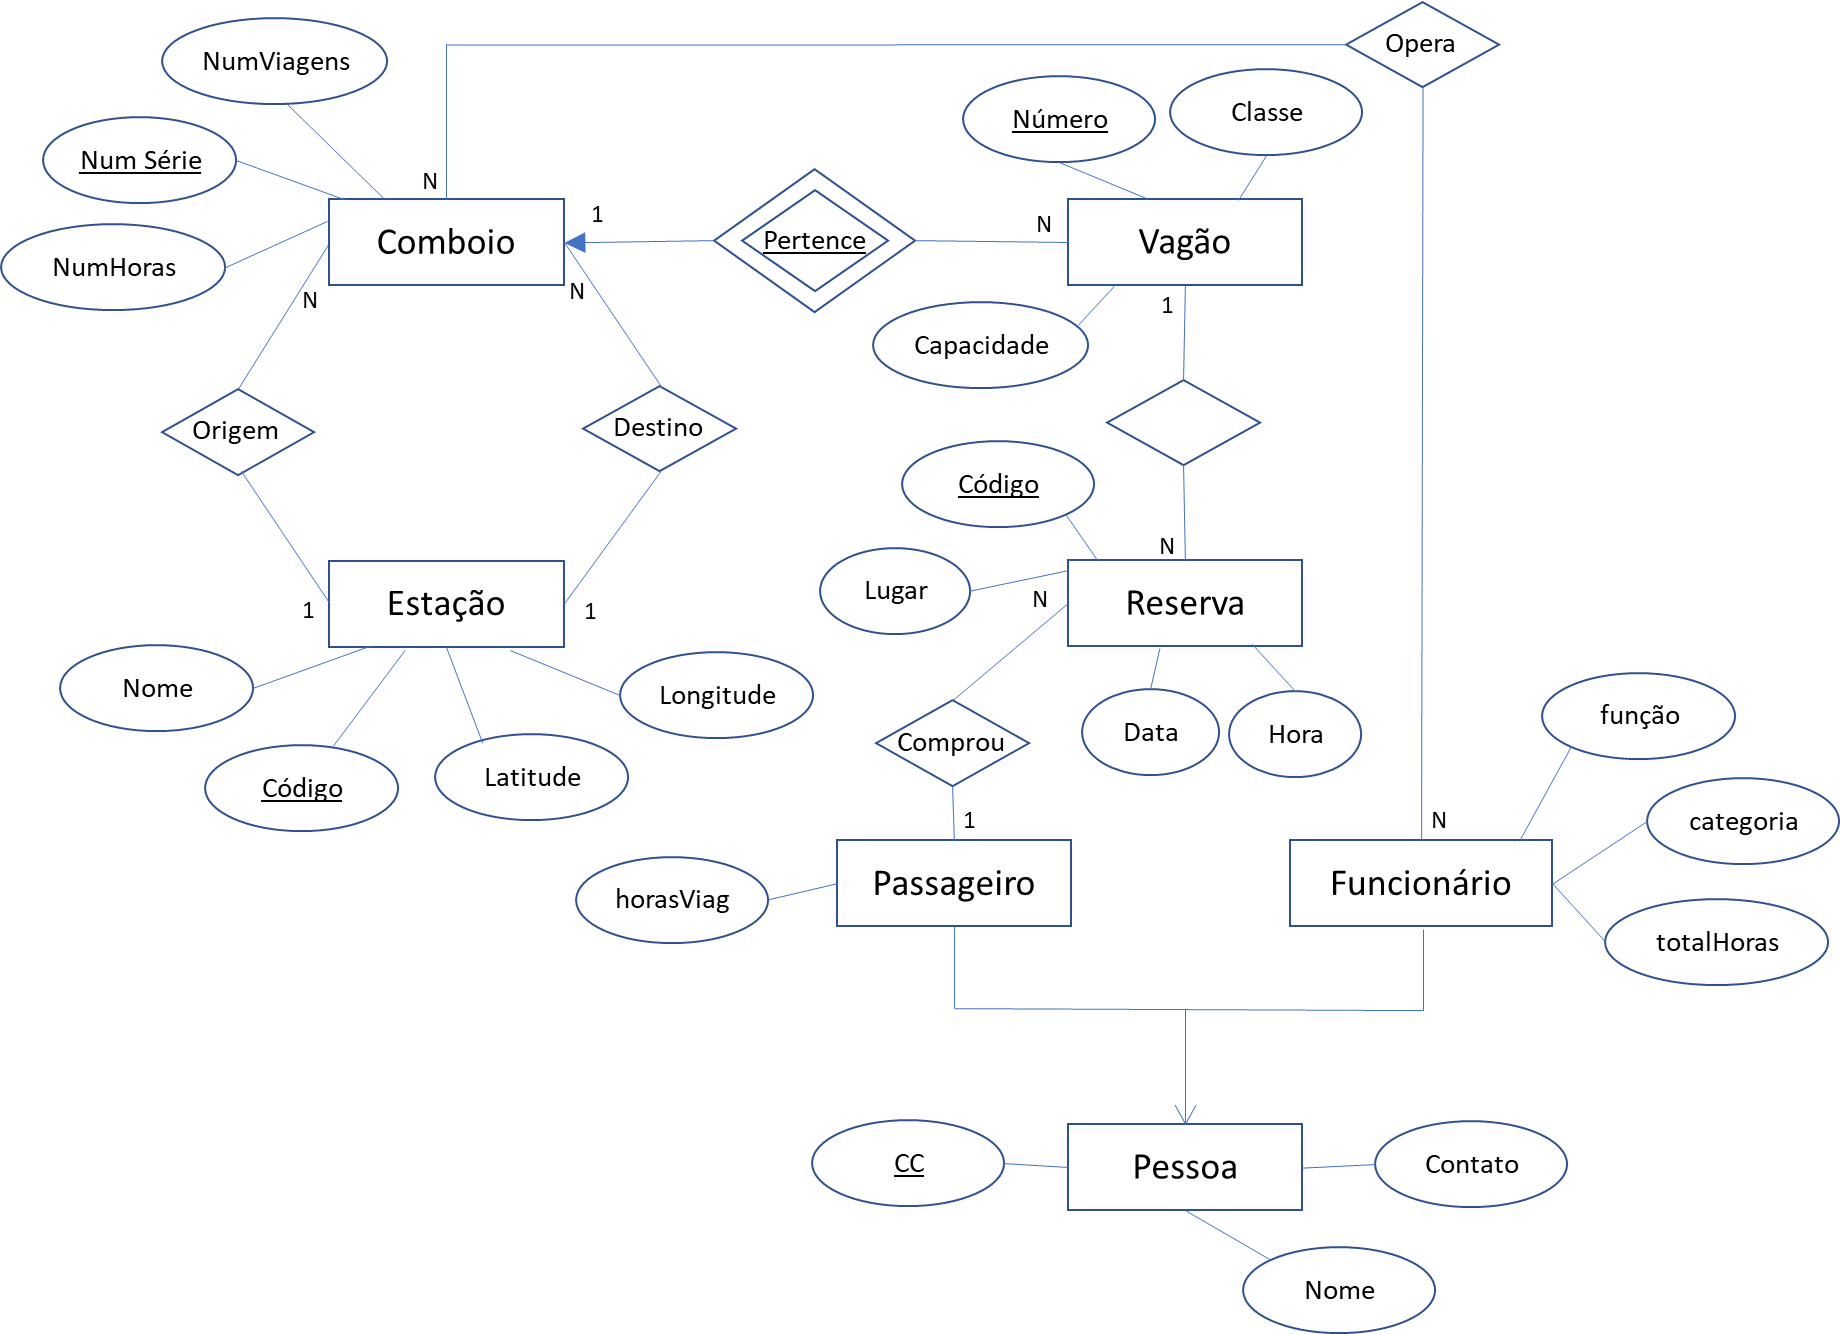 Opera
NumViagens
Número
Classe
Num Série
N
1
N
Comboio
Pertence
Vagão
NumHoras
N
N
1
Capacidade
Origem
Destino
Código
N
Lugar
N
Reserva
Estação
1
1
Nome
Longitude
Data
Hora
função
Comprou
Código
Latitude
1
N
categoria
Passageiro
Funcionário
horasViag
totalHoras
CC
Pessoa
Contato
Nome